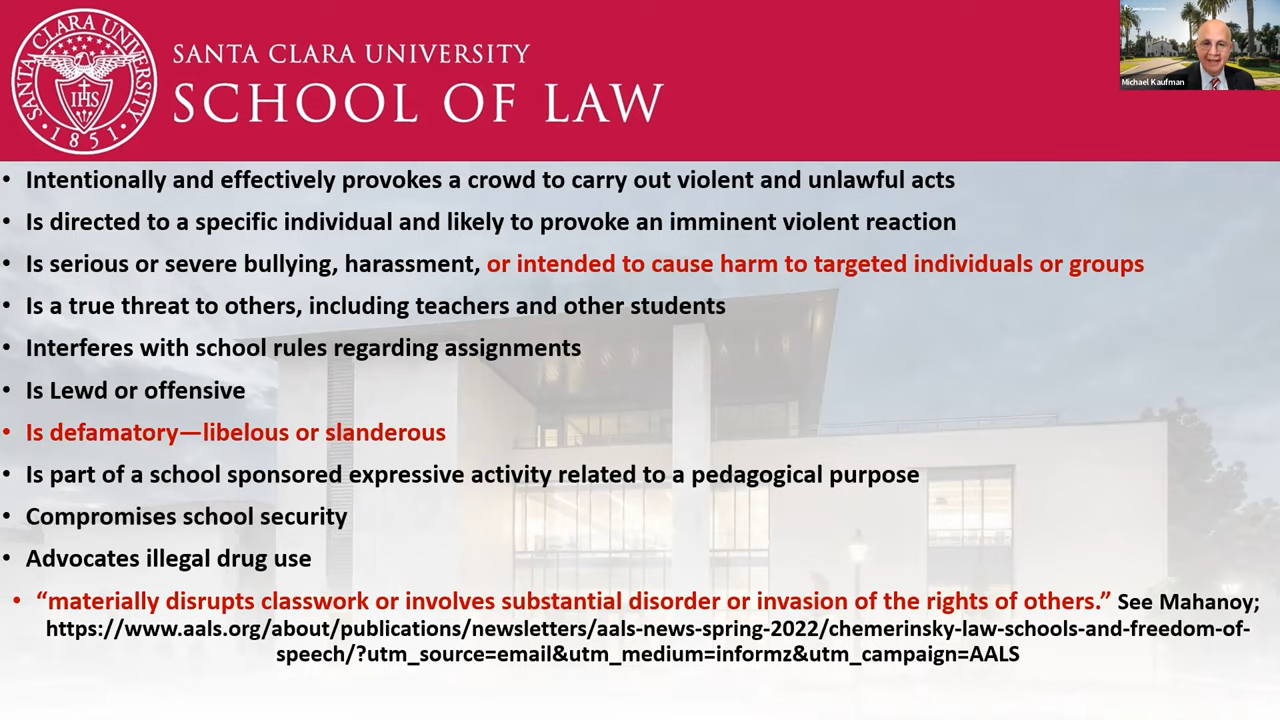 SANTA CLARA UNIVERSITY
SCHOOL OF LAW
SANTA CLARA UNIVERSITY
IHS
1851
Michael Kaufman
• Intentionally and effectively provokes a crowd to carry out violent and unlawful acts
• Is directed to a specific individual and likely to provoke an imminent violent reaction
• Is serious or severe bullying, harassment, or intended to cause harm to targeted individuals or groups
• Is a true threat to others, including teachers and other students
• Interferes with school rules regarding assignments
• Is Lewd or offensive
• Is defamatory—libelous or slanderous
• Is part of a school sponsored expressive activity related to a pedagogical purpose
• Compromises school security
• Advocates illegal drug use
• “materially disrupts classwork or involves substantial disorder or invasion of the rights of others.” See Mahanoy;
https://www.aals.org/about/publications/newsletters/aals-news-spring-2022/chemerinsky-law-schools-and-freedom-of-
speech/?utm_source=email&utm_medium=informz&utm_campaign=AALS